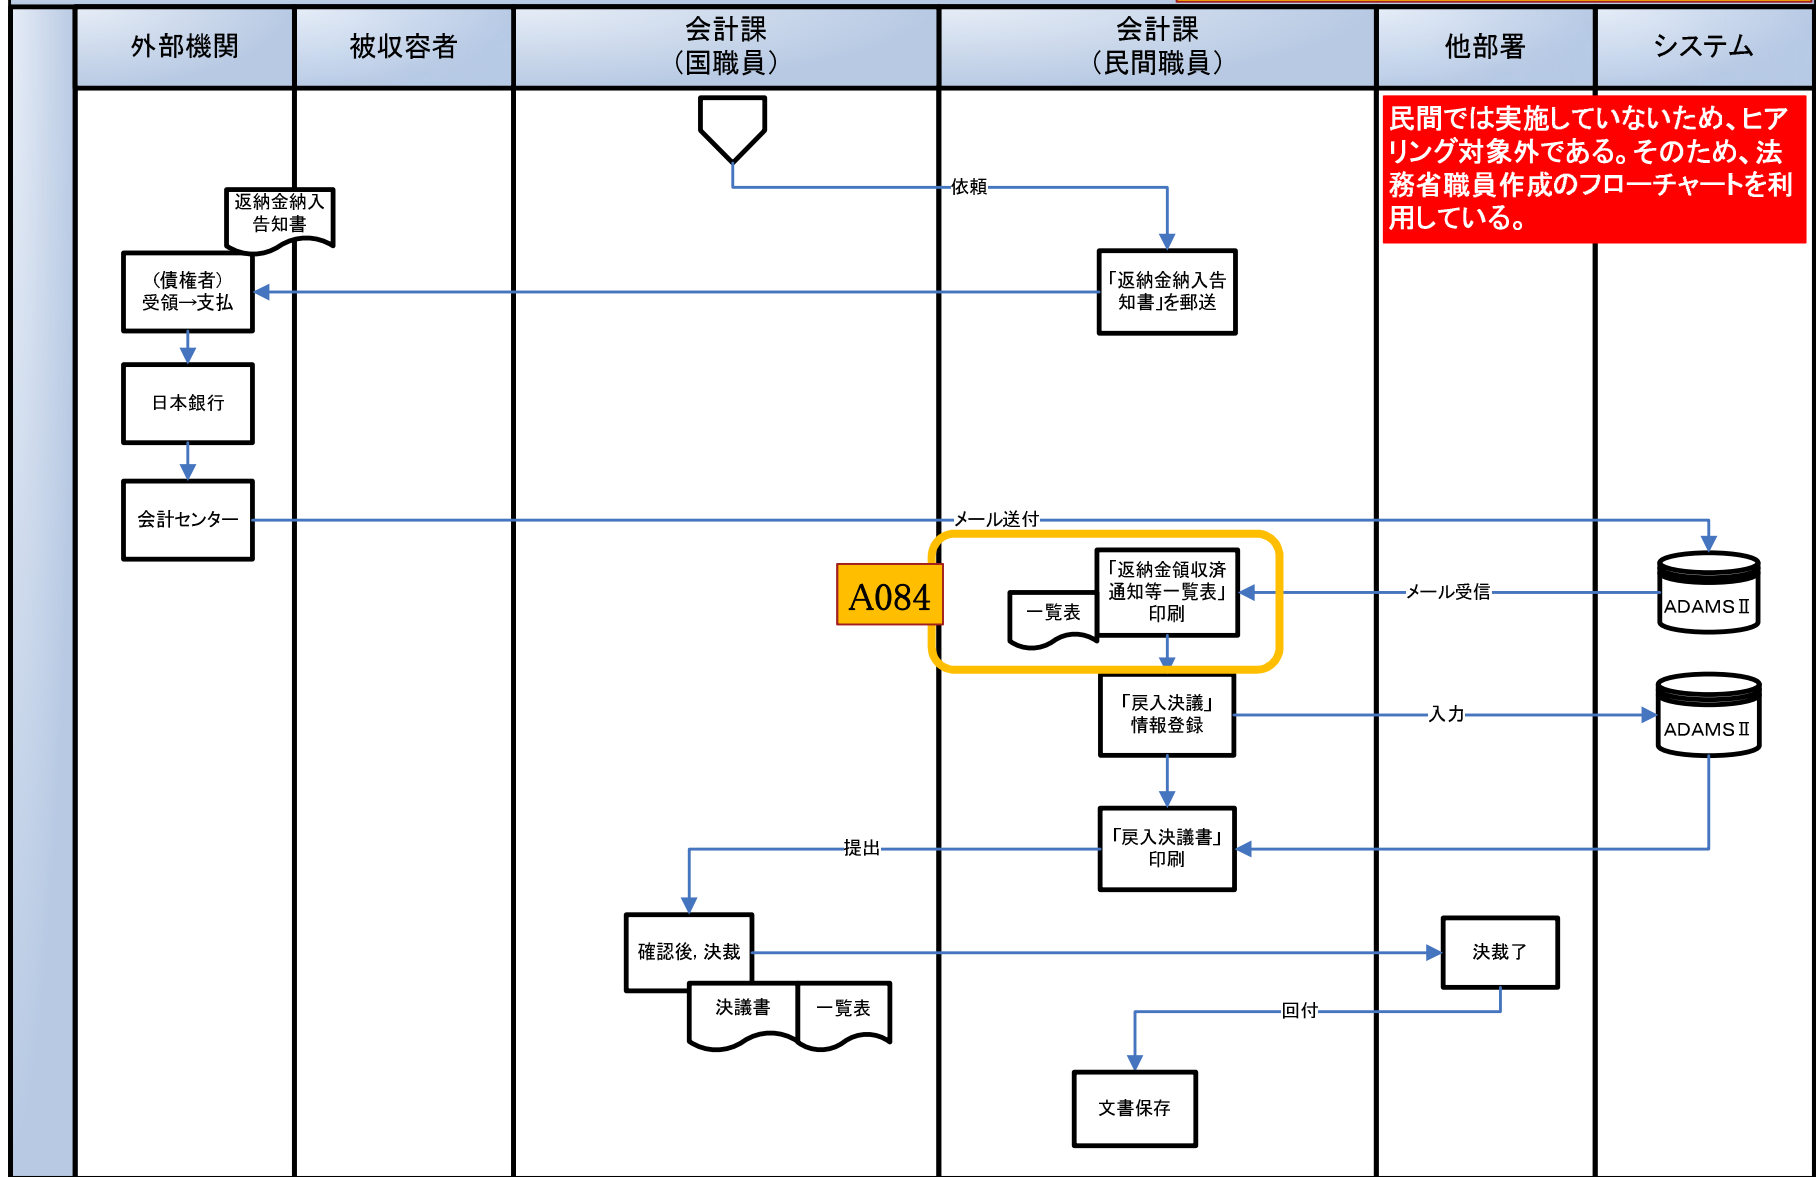 外部機関
被収容者
会計課
（国職員）
会計課
（民間職員）
他部署
システム
民間では実施していないため、ヒア
リング対象外である。そのため、法
務省職員作成のフローチャートを利
用している。
依頼
返納金納入
告知書
（債権者）
受領→支払
「返納金納入告
知書」を郵送
日本銀行
会計センター
メール送付
A084
「返納金領収済
通知等一覧表」
印刷
一覧表
メール受信
ADAMSⅡ
「戻入決議」
情報登録
入力
ADAMSⅡ
「戻入決議書」
印刷
提出
確認後，決裁
決裁了
決議書
一覧表
回付
文書保存